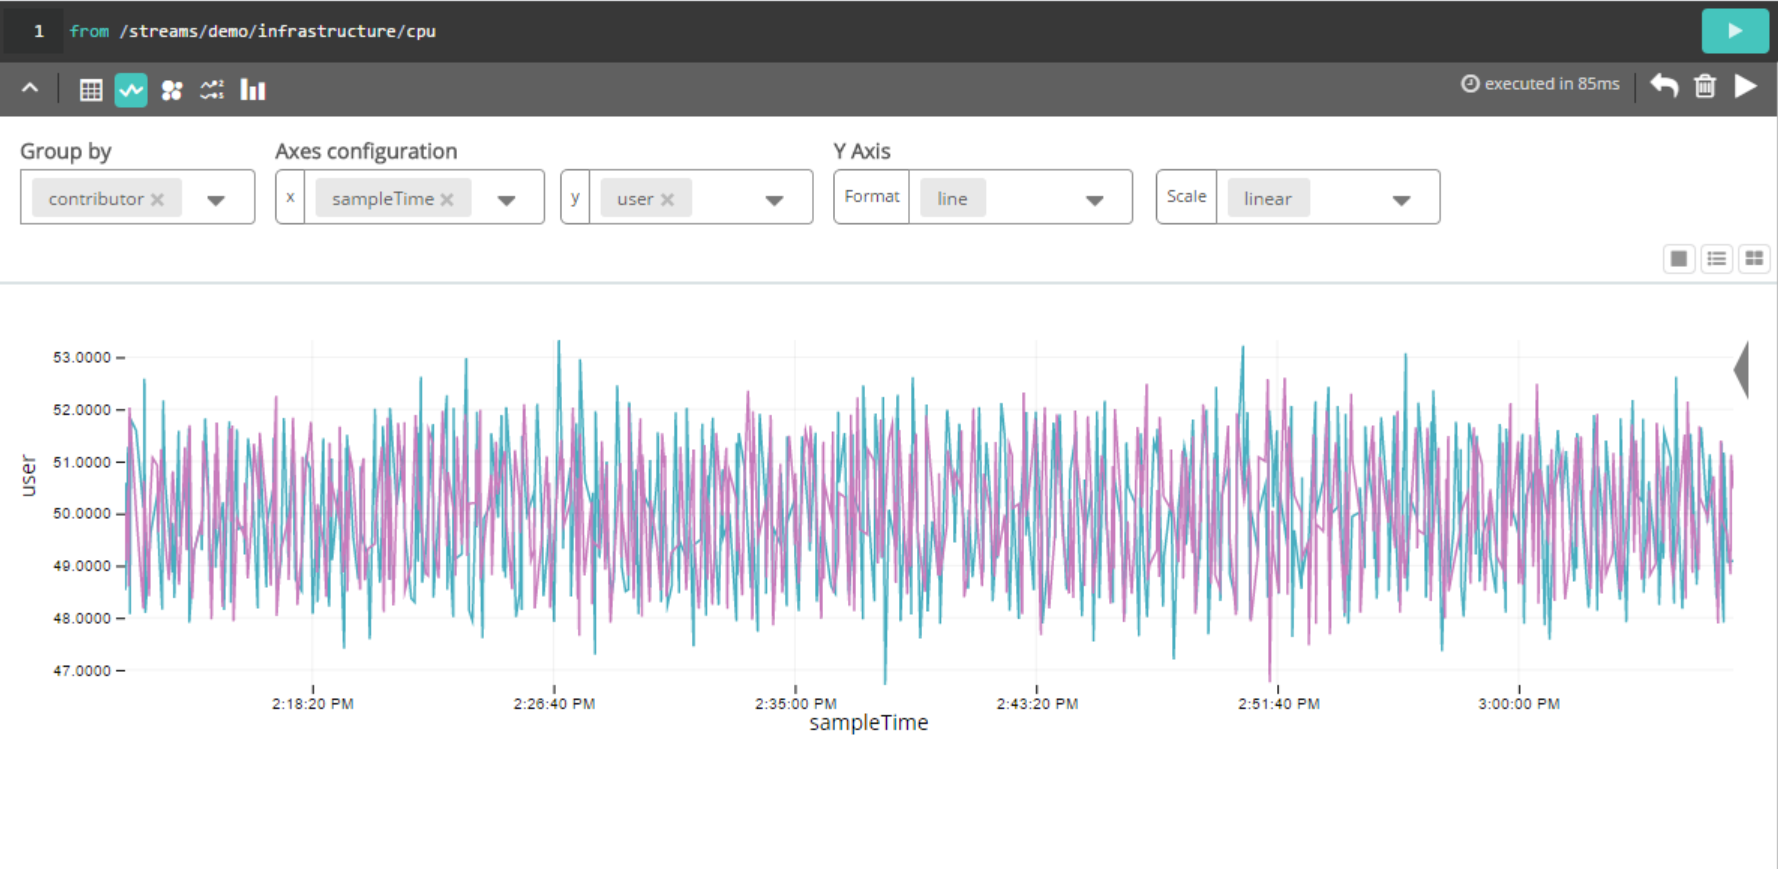 1 from /streams/demo/infrastructure/cpu
executed in 85ms
Group by
Axes configuration
Y Axis
contributor
x sampleTime
y user
Format line
Scale linear
53.0000
52.0000
51.0000
50.0000
49.0000
48.0000
47.0000
user
2:18:20 PM 2:26:40 PM 2:35:00 PM 2:43:20 PM 2:51:40 PM 3:00:00 PM
sampleTime